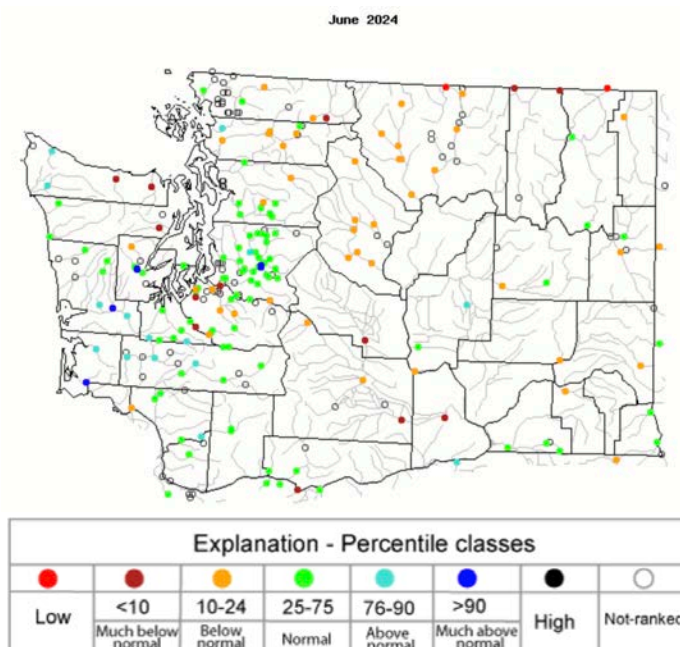 June 2024
Explanation - Percentile classes
Low
<10
10-24
25-75
76-90
>90
High
Not-ranked
Much below normal
Below normal
Normal
Above normal
Much above normal